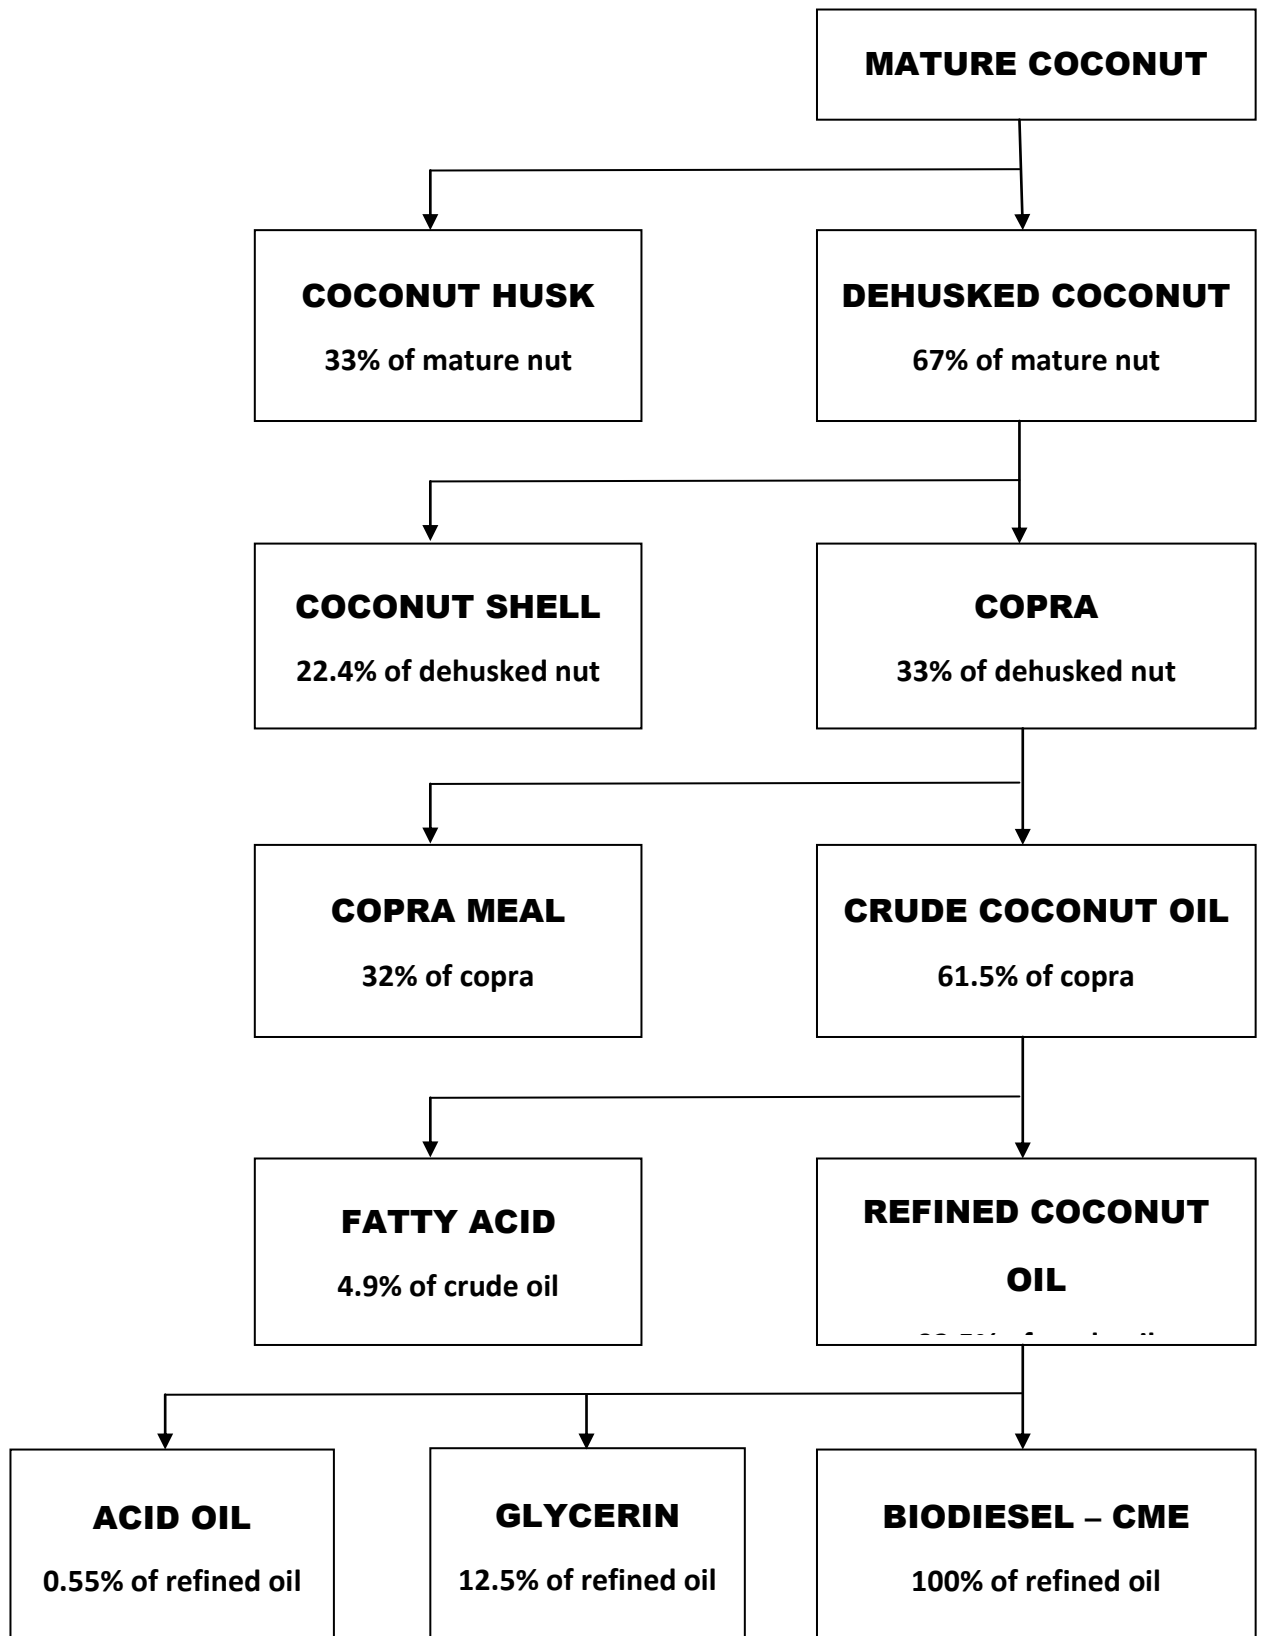 MATURE COCONUT
COCONUT HUSK
33% of mature nut
DEHUSKED COCONUT
67% of mature nut
COCONUT SHELL
22.4% of dehusked nut
COPRA
33% of dehusked nut
COPRA MEAL
32% of copra
CRUDE COCONUT OIL
61.5% of copra
FATTY ACID
4.9% of crude oil
REFINED COCONUT
OIL
ACID OIL
0.55% of refined oil
GLYCERIN
12.5% of refined oil
BIODIESEL – CME
100% of refined oil